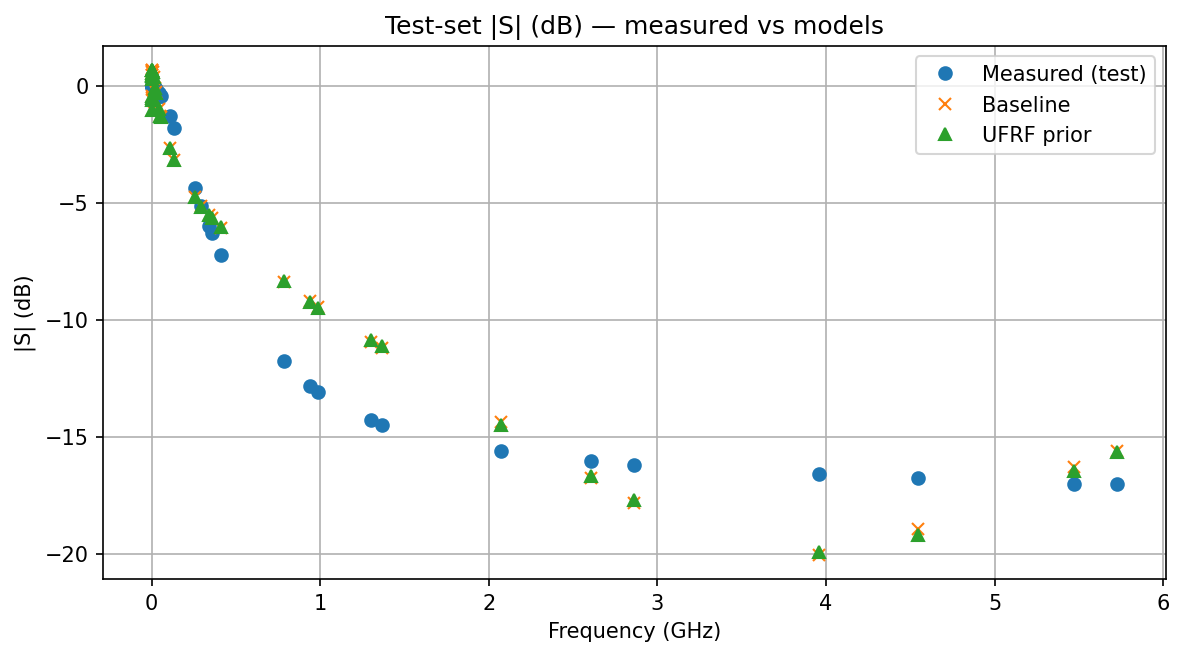 Test-set |S| (dB) — measured vs models
Measured (test)
Baseline
UFRF prior
|S| (dB)
0
−5
−10
−15
−20
0 1 2 3 4 5 6
Frequency (GHz)